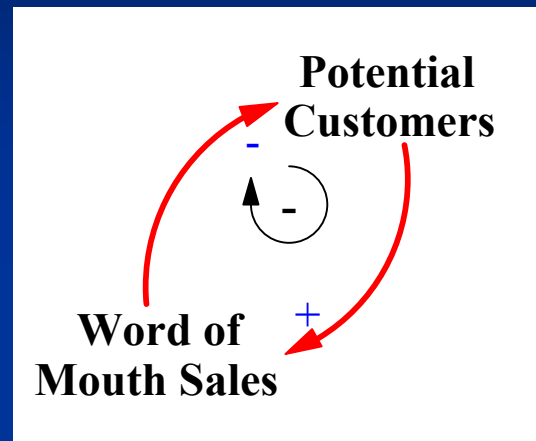 Potential
Customers
-
-
+
Word of
Mouth Sales